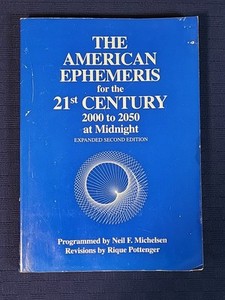 THE
AMERICAN
EPHEMERIS
for the
21st CENTURY
2000 to 2050
at Midnight
EXPANDED SECOND EDITION
Programmed by Neil F. Michelsen
Revisions by Rique Pottenger